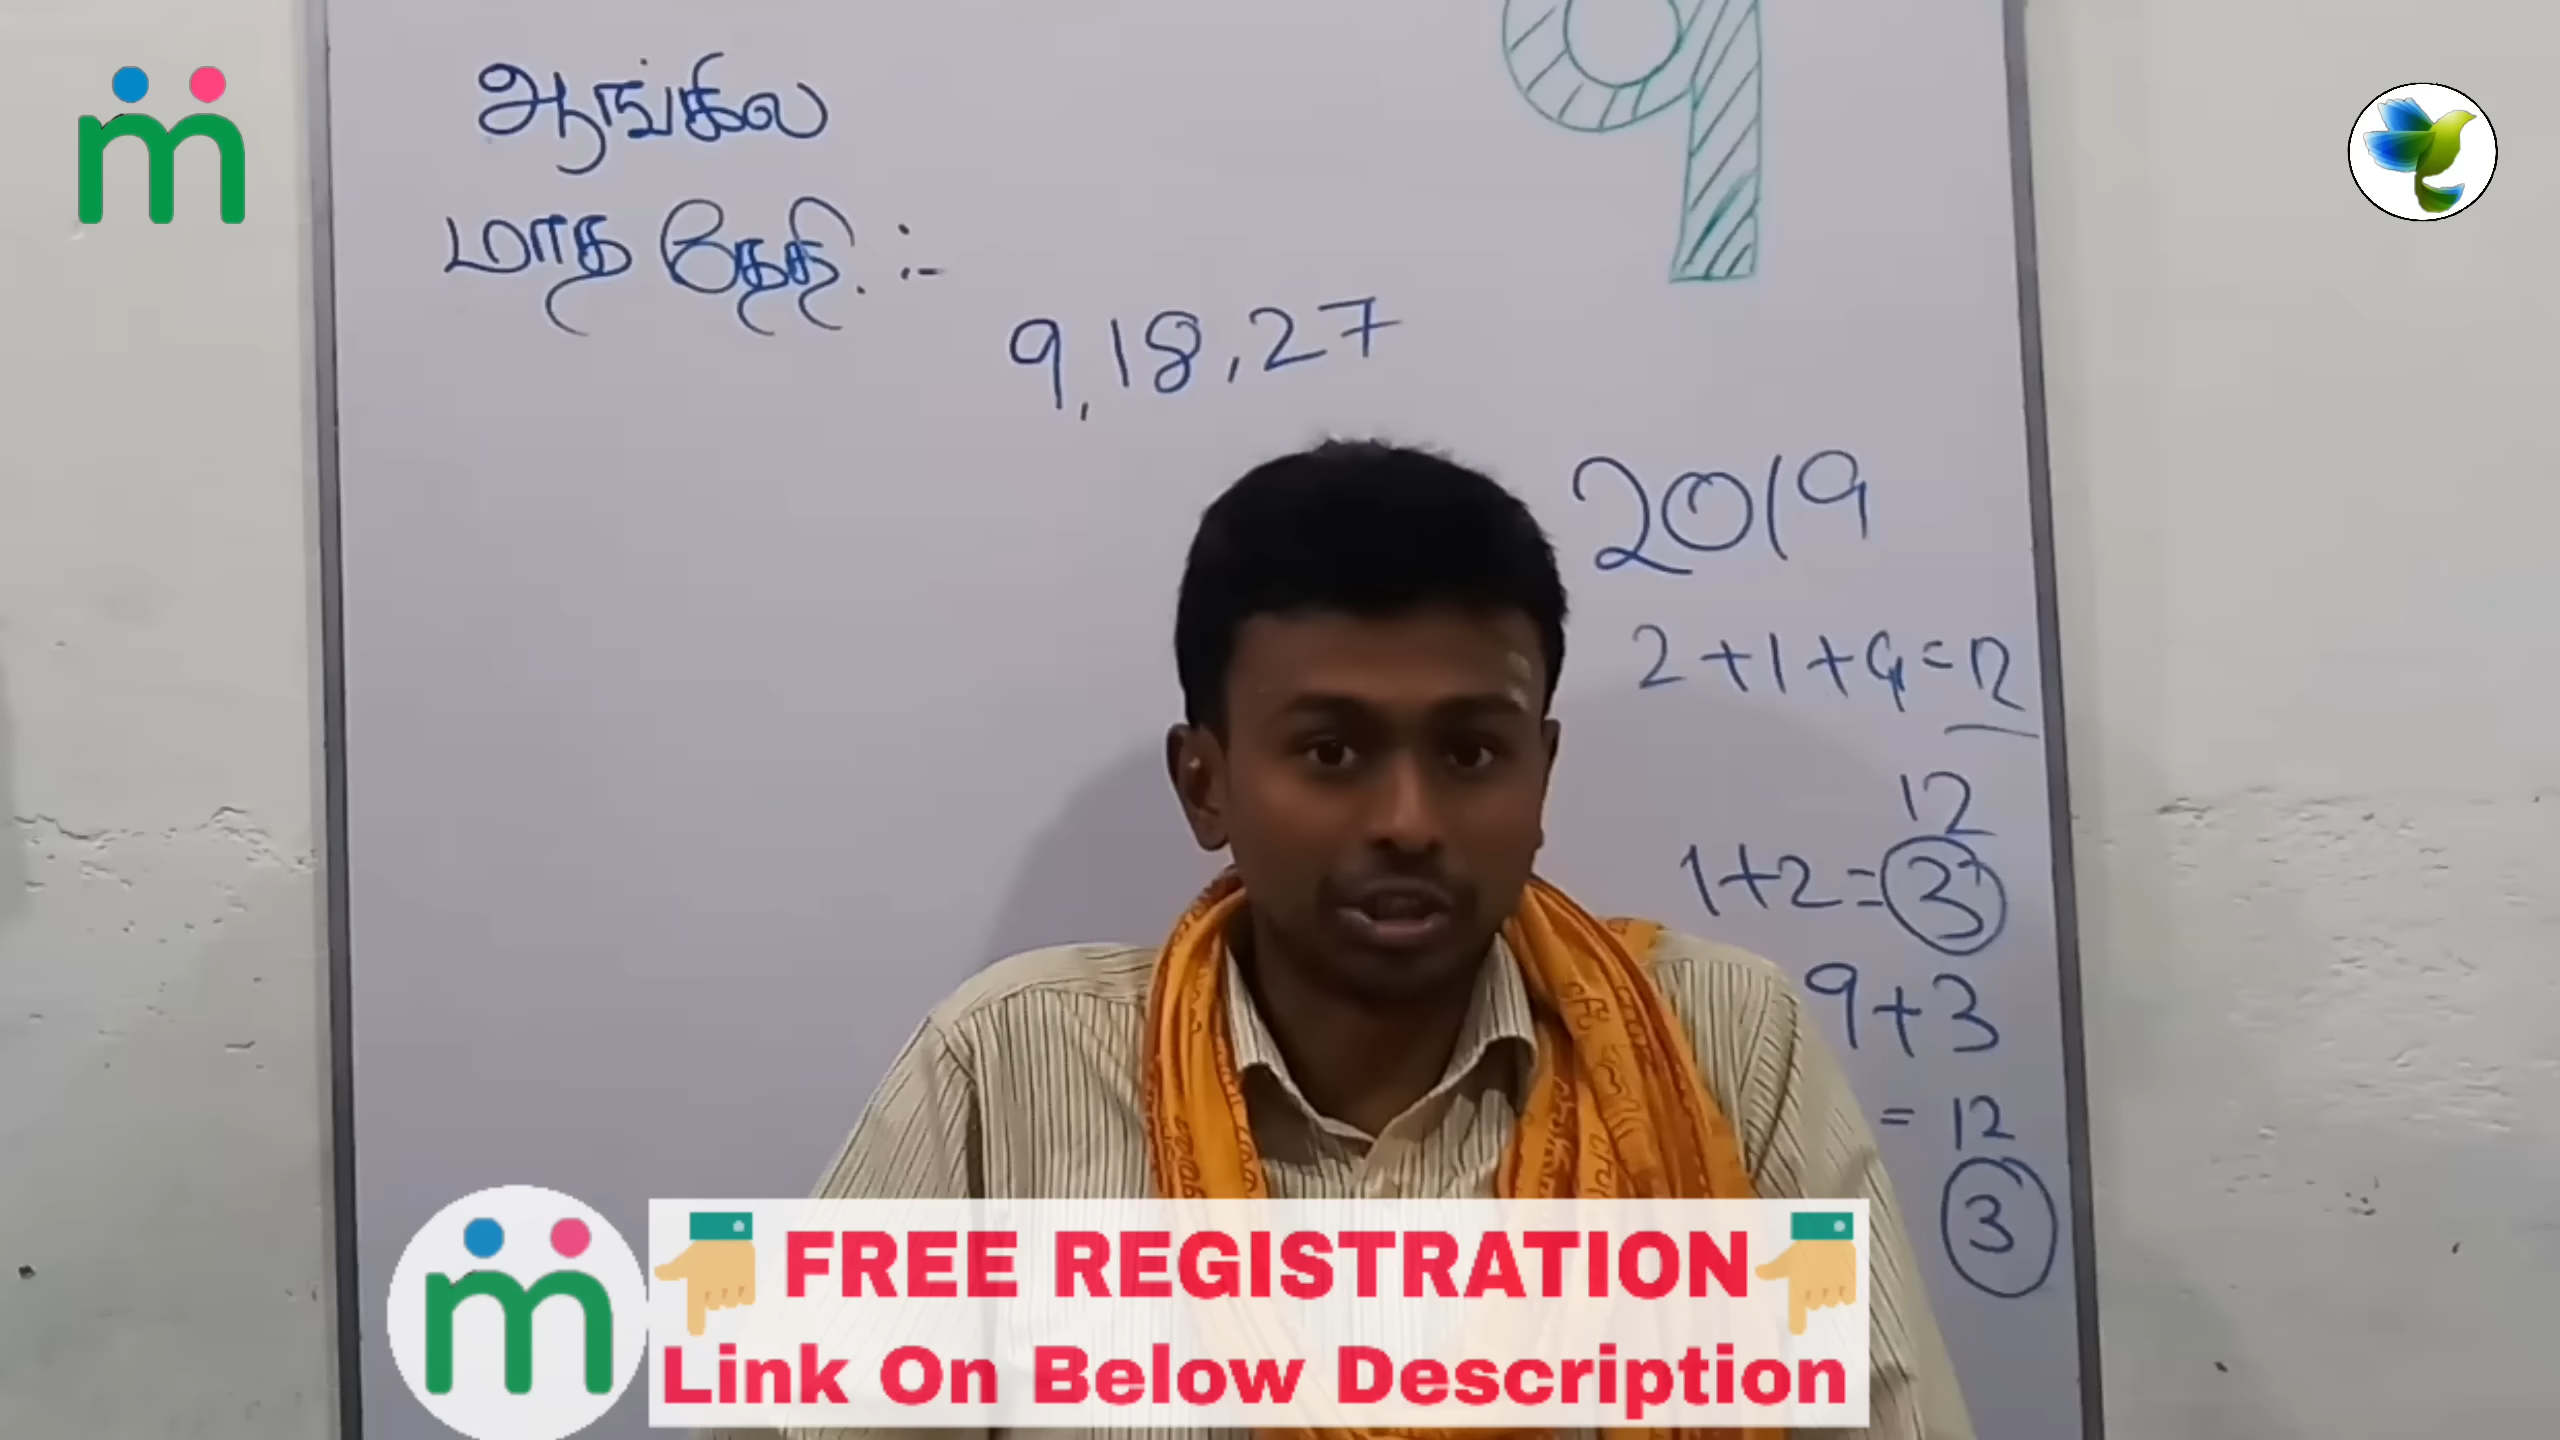 9
ஆங்கில
மாத தேதி. :-
9, 18, 27
2019
2+1+9=12
12
1+2=3
9+3
= 12
3
FREE REGISTRATION
Link On Below Description